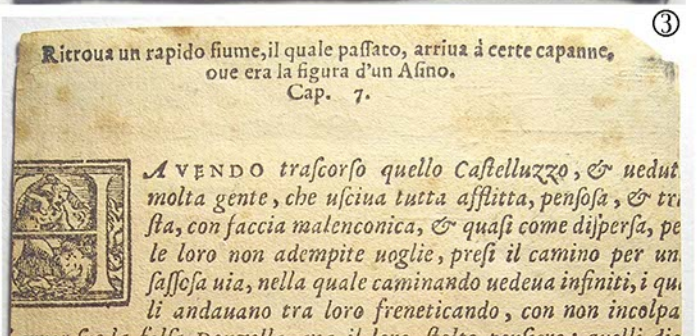 ③
Ritroua un rapido fiume, il quale paſſato, arriua à certe capanne,
oue era la figura d'un Aſino.
Cap. 7.
H AVENDO traſcorſo quello Caſtelluzzo, & uedut
molta gente, che uſciua tutta afflitta, penſoſa, & tri
ſta, con faccia malenconica, & quaſi come diſperſa, pe
le loro non adempite uoglie, preſi il camino per un
ſaſſoſa uia, nella quale caminando uedeua infiniti, i qu
li andauano tra loro freneticando, con non incolpa